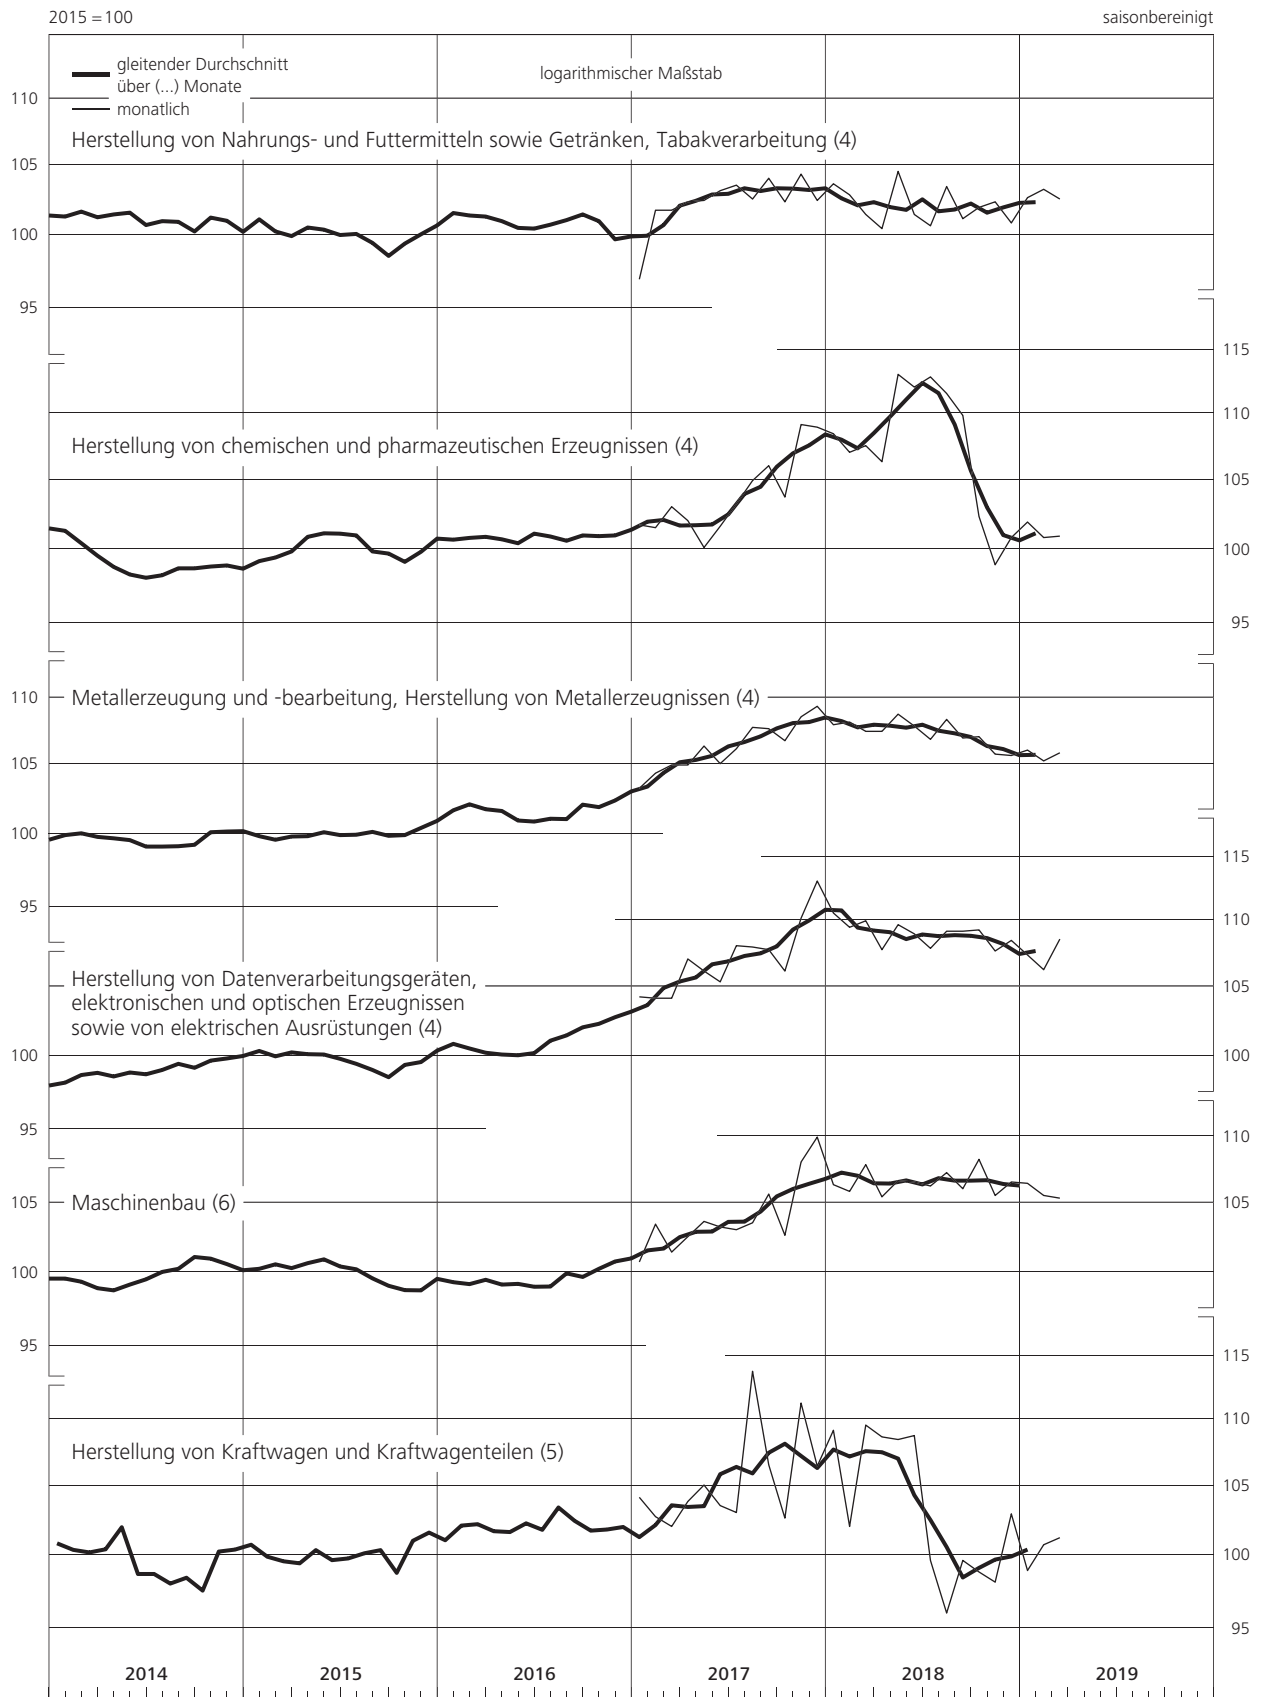 2015 = 100
saisonbereinigt
gleitender Durchschnitt
über (...) Monate
monatlich
logarithmischer Maßstab
110
Herstellung von Nahrungs- und Futtermitteln sowie Getränken, Tabakverarbeitung (4)
105
100
95
115
110
Herstellung von chemischen und pharmazeutischen Erzeugnissen (4)
105
100
95
110
Metallerzeugung und -bearbeitung, Herstellung von Metallerzeugnissen (4)
105
100
115
95
110
Herstellung von Datenverarbeitungsgeräten,
elektronischen und optischen Erzeugnissen
sowie von elektrischen Ausrüstungen (4)
105
100
100
95
110
105
Maschinenbau (6)
105
100
95
115
110
Herstellung von Kraftwagen und Kraftwagenteilen (5)
105
100
95
2014 2015 2016 2017 2018 2019